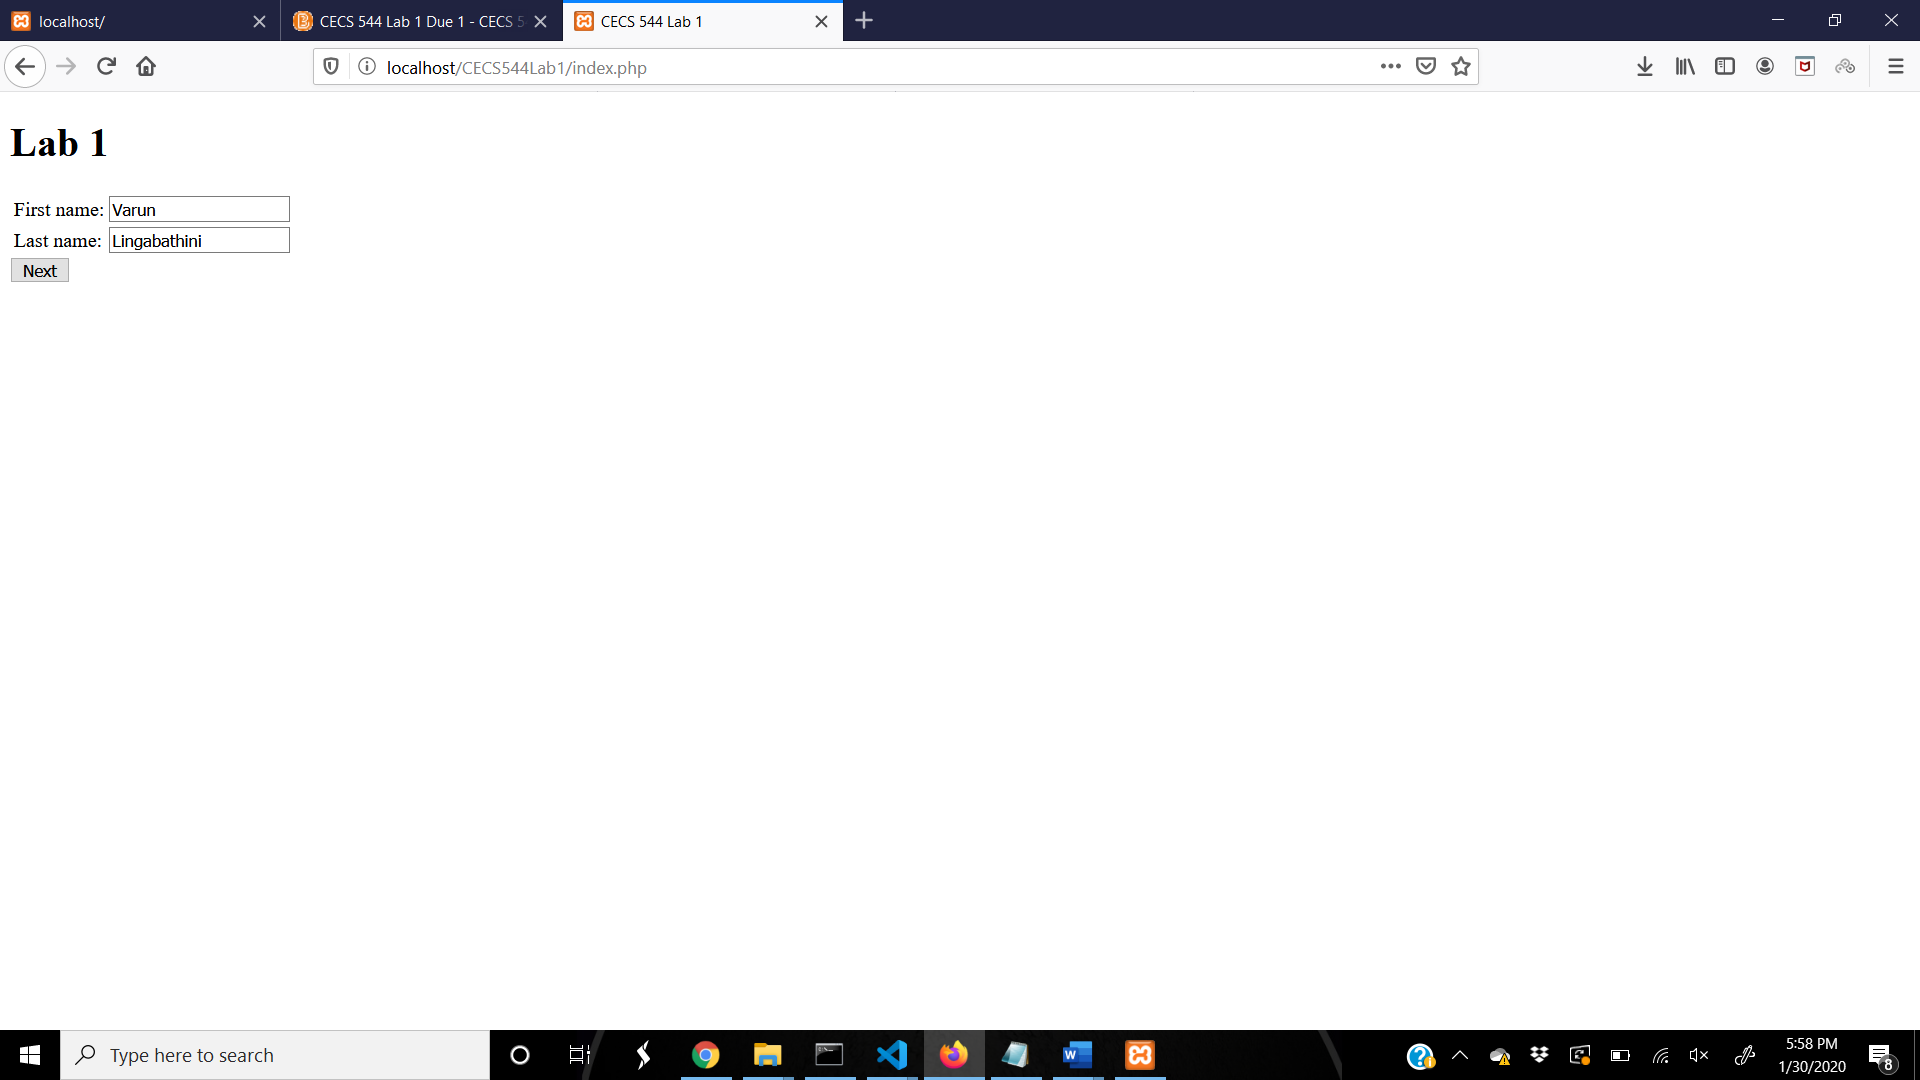 localhost/
CECS 544 Lab 1 Due 1 - CECS 5
CECS 544 Lab 1
localhost/CECS544Lab1/index.php
Lab 1
First name: Varun
Last name: Lingabathini
Next
Type here to search
5:58 PM
1/30/2020
8